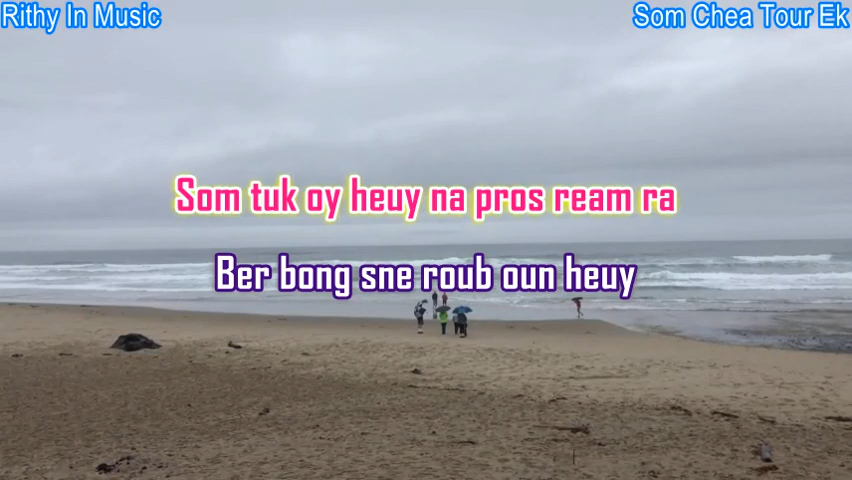 Rithy In Music
Som Chea Tour Ek
Som tuk oy heuy na pros ream ra
Ber bong sne roub oun heuy